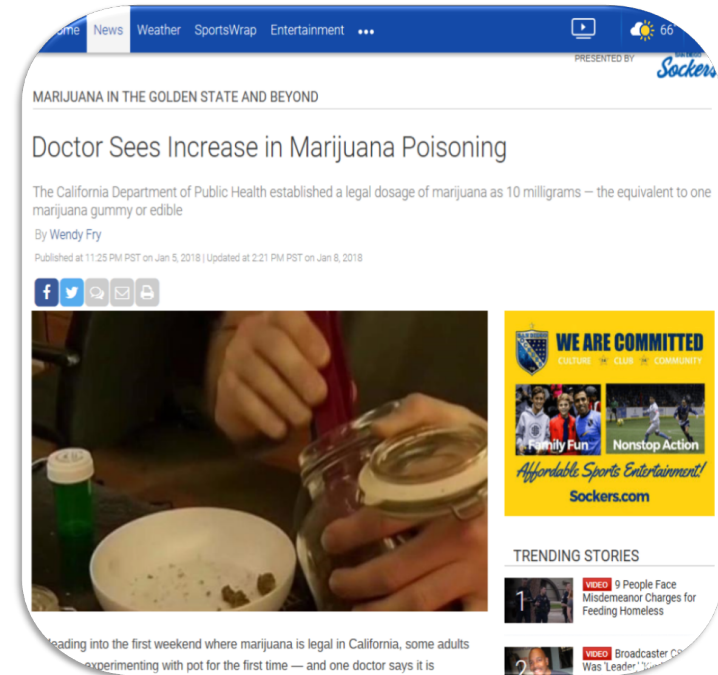 News Weather SportsWrap Entertainment •••
66°
PRESENTED BY
Sockers
MARIJUANA IN THE GOLDEN STATE AND BEYOND
Doctor Sees Increase in Marijuana Poisoning
The California Department of Public Health established a legal dosage of marijuana as 10 milligrams — the equivalent to one
marijuana gummy or edible
By Wendy Fry
Published at 11:25 PM PST on Jan 5, 2018 | Updated at 2:21 PM PST on Jan 8, 2018
f
WE ARE COMMITTED
CULTURE CLUB COMMUNITY
Family Fun
Nonstop Action
Affordable Sports Entertainment!
Sockers.com
TRENDING STORIES
1
VIDEO 9 People Face
Misdemeanor Charges for
Feeding Homeless
2
VIDEO Broadcaster
Was 'Leader,'
leading into the first weekend where marijuana is legal in California, some adults
experimenting with pot for the first time — and one doctor says it is